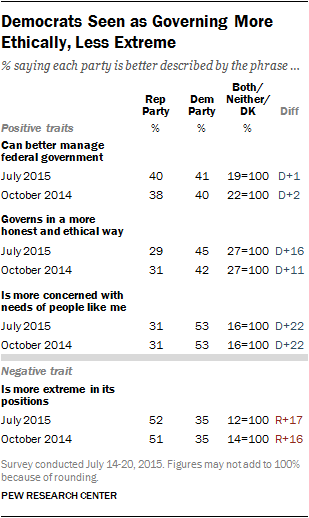 Democrats Seen as Governing More
Ethically, Less Extreme
% saying each party is better described by the phrase ...
Rep Party Dem Party Both/Neither/DK Diff
Positive traits % % %
Can better manage
federal government
July 2015 40 41 19=100 D+1
October 2014 38 40 22=100 D+2
Governs in a more
honest and ethical way
July 2015 29 45 27=100 D+16
October 2014 31 42 27=100 D+11
Is more concerned with
needs of people like me
July 2015 31 53 16=100 D+22
October 2014 31 53 16=100 D+22
Negative trait
Is more extreme in its
positions
July 2015 52 35 12=100 R+17
October 2014 51 35 14=100 R+16
Survey conducted July 14-20, 2015. Figures may not add to 100%
because of rounding.
PEW RESEARCH CENTER